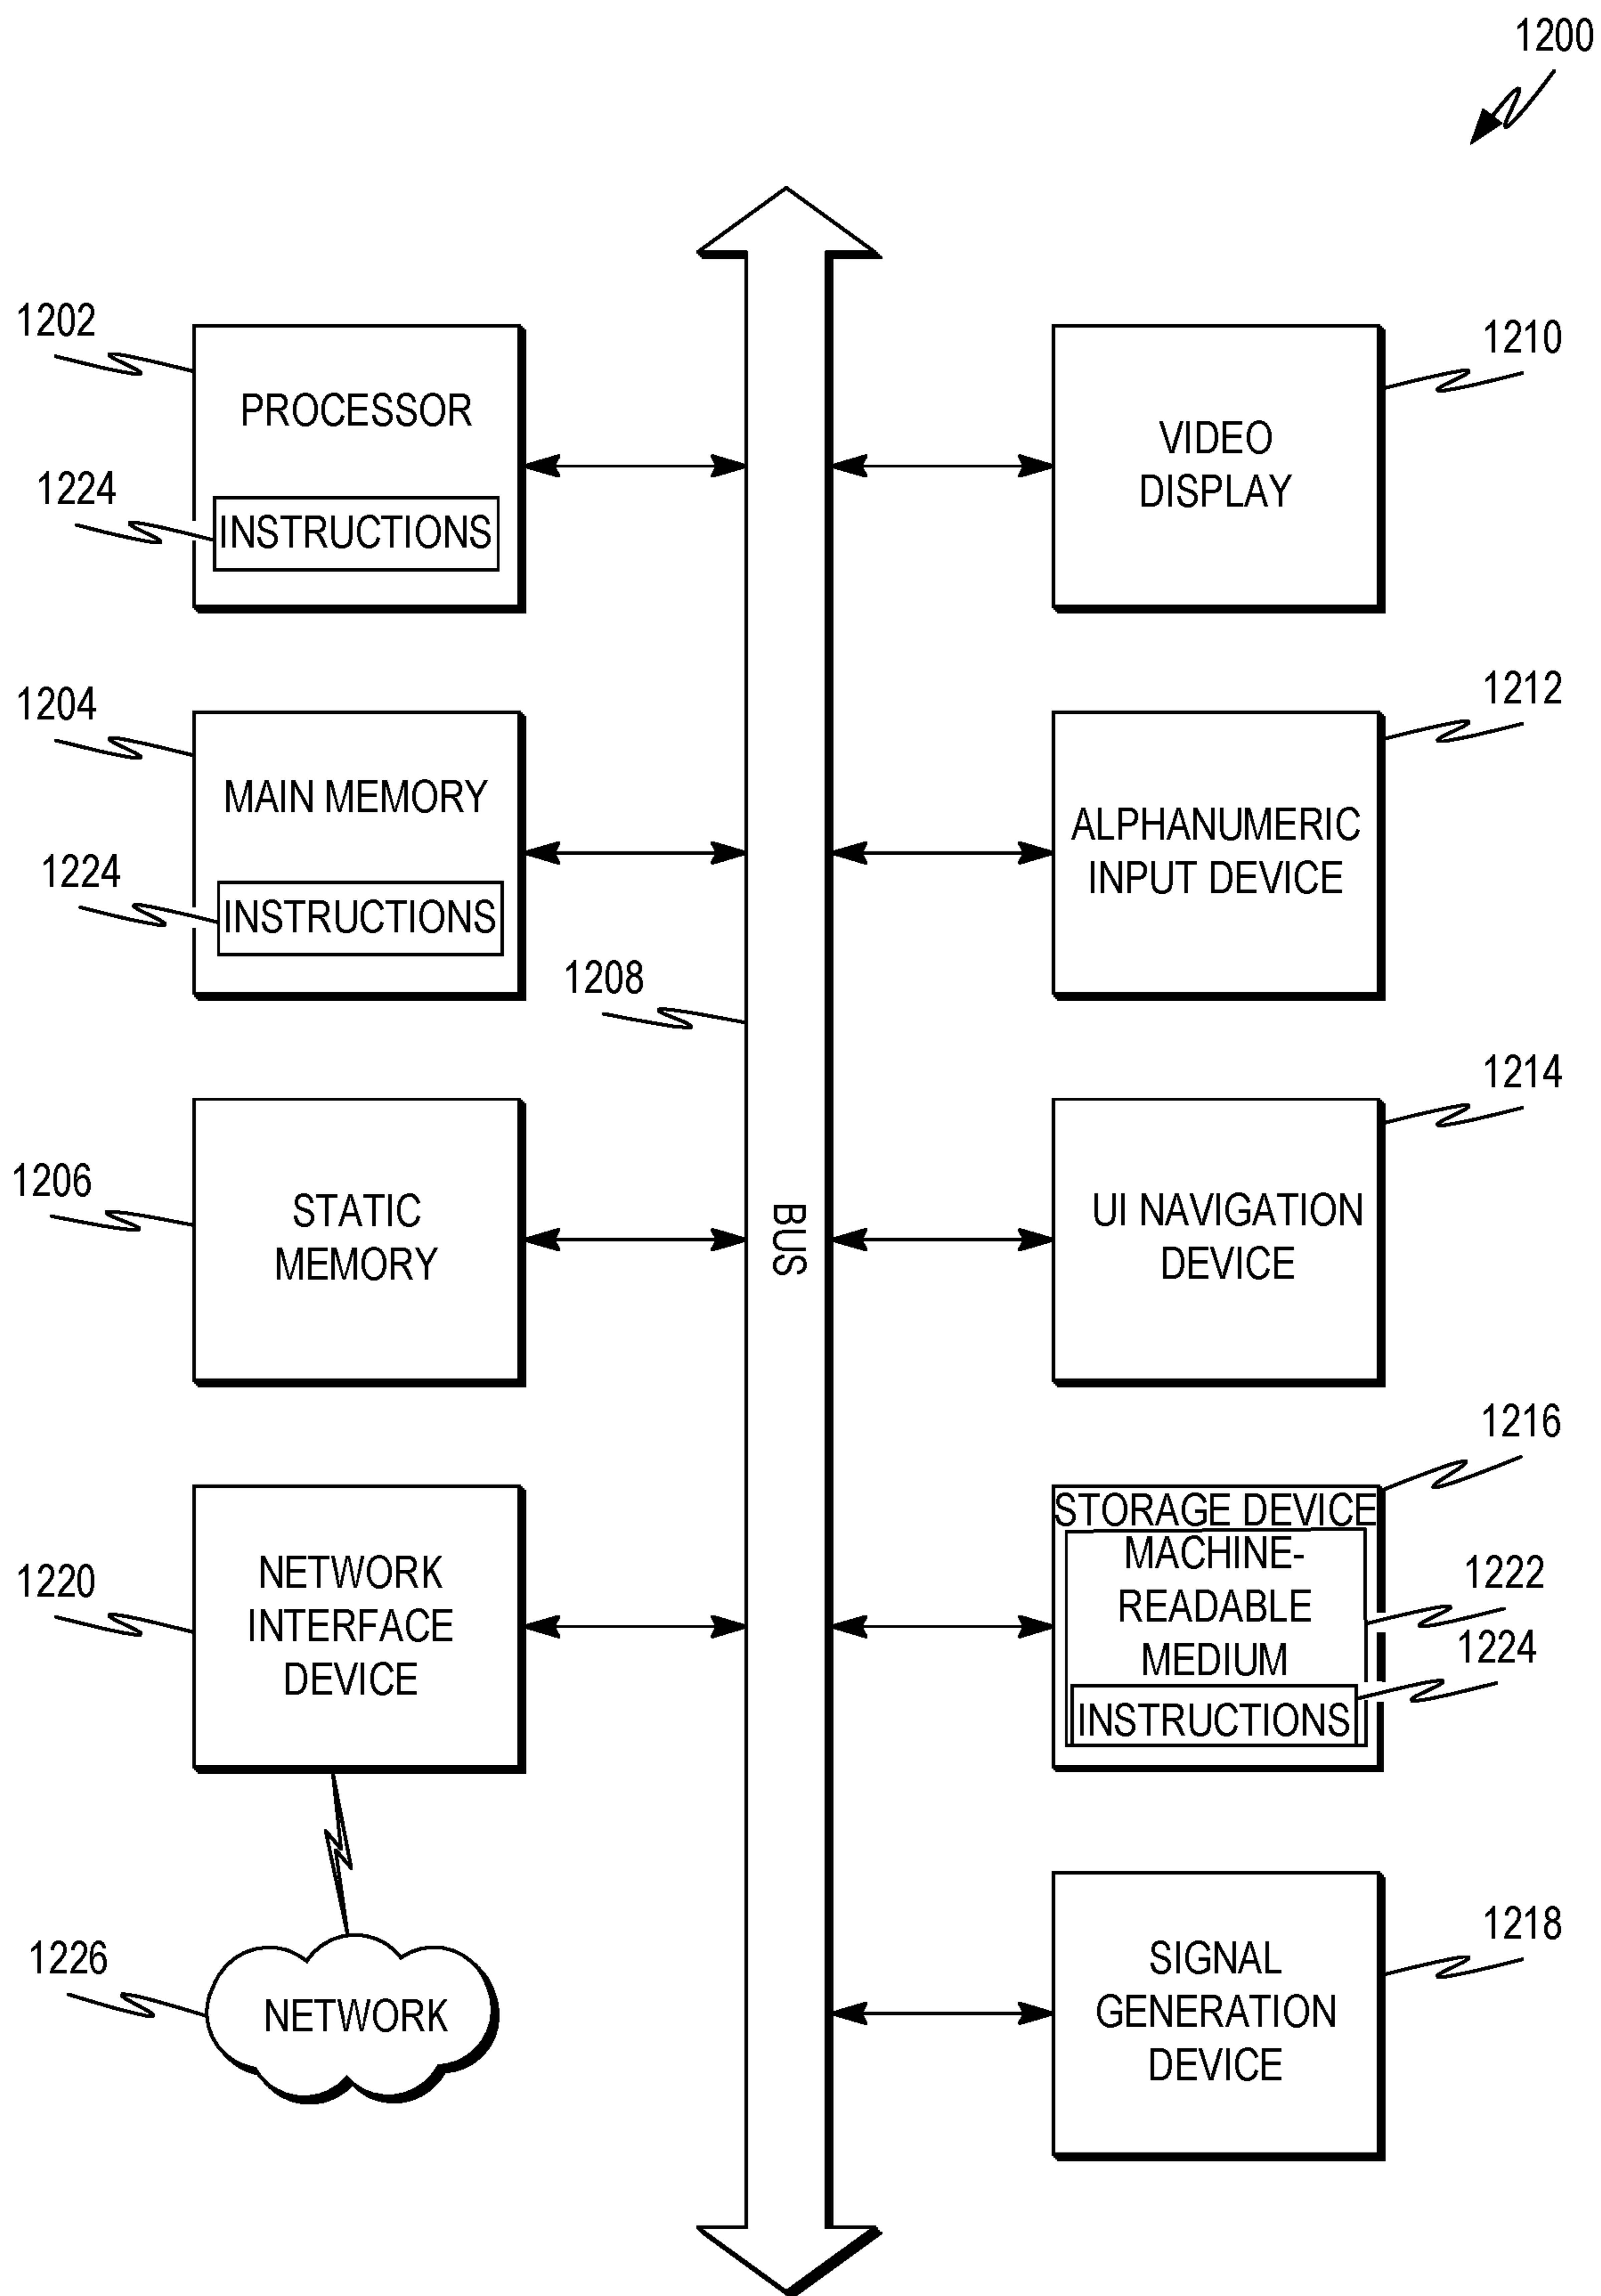 1200
1202
PROCESSOR
1224
INSTRUCTIONS
1210
VIDEO
DISPLAY
1204
MAIN MEMORY
1224
INSTRUCTIONS
1212
ALPHANUMERIC
INPUT DEVICE
1208
BUS
1206
STATIC
MEMORY
1214
UI NAVIGATION
DEVICE
1220
NETWORK
INTERFACE
DEVICE
1216
STORAGE DEVICE
MACHINE-
READABLE
MEDIUM
1222
1224
INSTRUCTIONS
1226
NETWORK
1218
SIGNAL
GENERATION
DEVICE